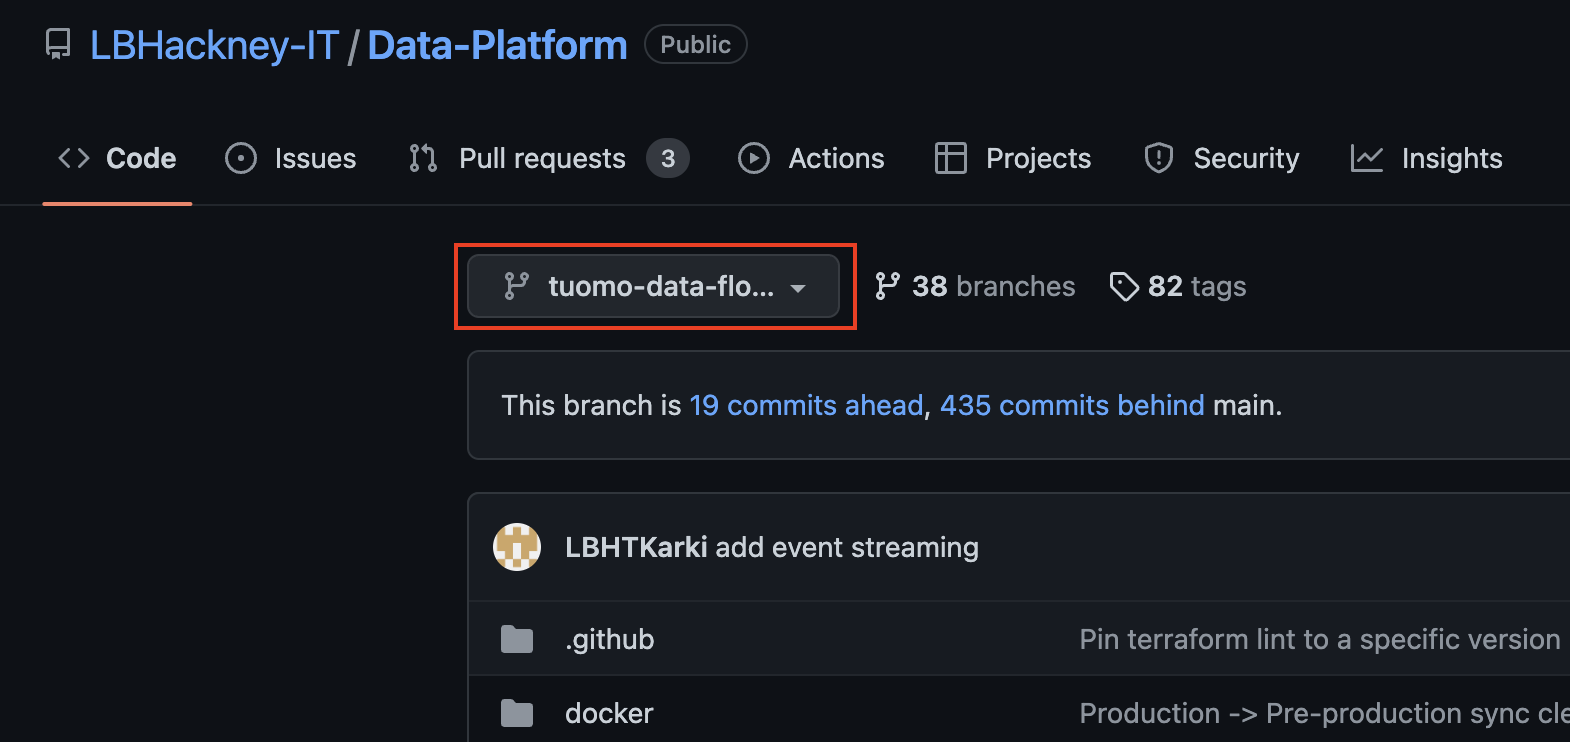 LBHackney-IT / Data-Platform Public
Code Issues Pull requests 3 Actions Projects Security Insights
tuomo-data-flo... 38 branches 82 tags
This branch is 19 commits ahead, 435 commits behind main.
LBHTKarki add event streaming
.github Pin terraform lint to a specific version
docker Production -> Pre-production sync